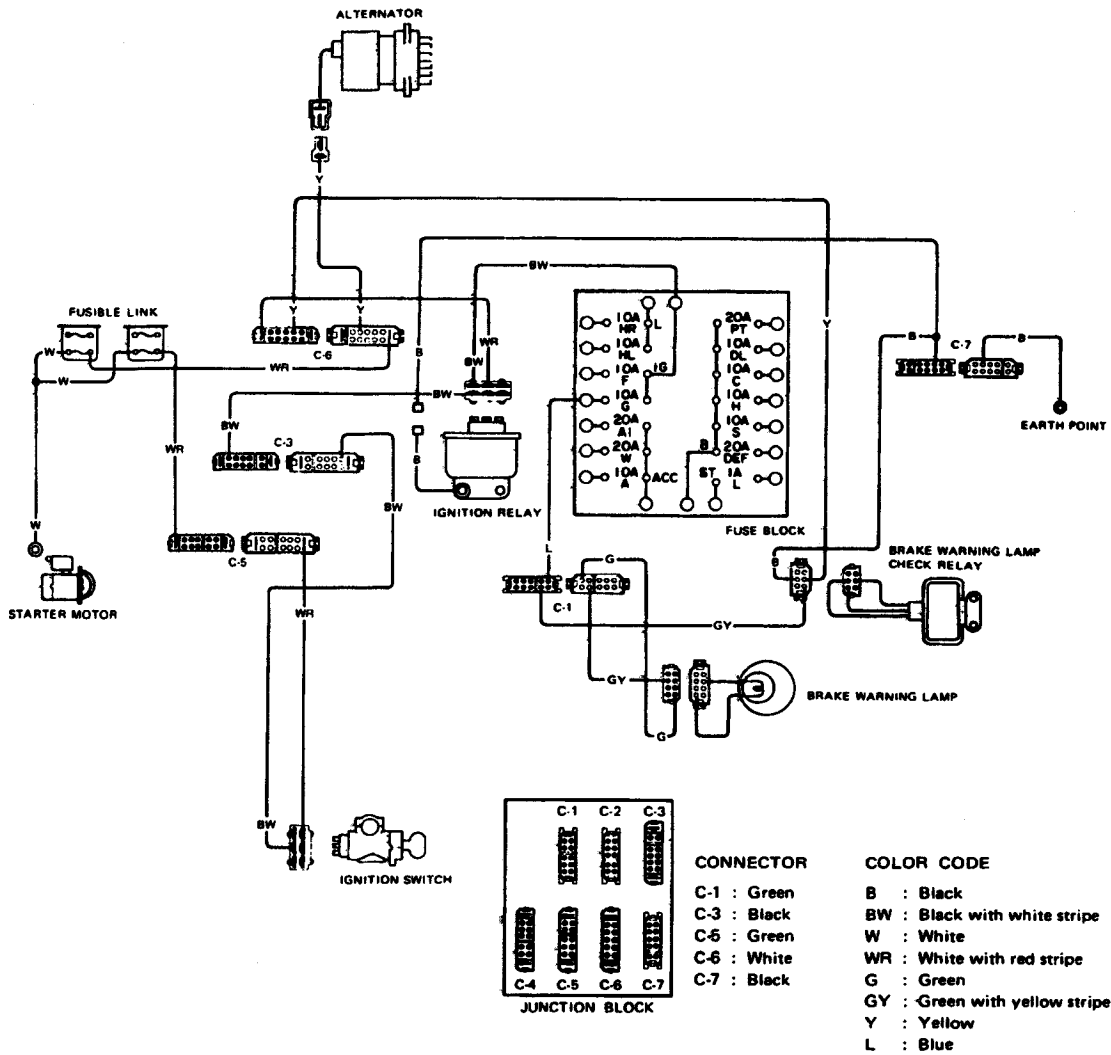 ALTERNATOR
Y
BW
FUSIBLE LINK
Y
Y
W
W
WR
C-6
BW
WR
B
BW
BW
WR
C-3
B
BW
IGNITION RELAY
W
C-5
STARTER MOTOR
WR
BW
IGNITION SWITCH
10A
HR
L
20A
PT
10A
HL
10A
DL
10A
F
IG
10A
C
10A
G
10A
H
20A
A1
10A
S
20A
W
B
20A
DEF
10A
A
ACC
ST
1A
L
FUSE BLOCK
Y
B
C-7
B
EARTH POINT
L
G
C-1
GY
B
BRAKE WARNING LAMP
CHECK RELAY
GY
G
BRAKE WARNING LAMP
C-1 C-2 C-3
C-4 C-5 C-6 C-7
JUNCTION BLOCK
CONNECTOR
C-1 : Green
C-3 : Black
C-5 : Green
C-6 : White
C-7 : Black
COLOR CODE
B : Black
BW : Black with white stripe
W : White
WR : White with red stripe
G : Green
GY : Green with yellow stripe
Y : Yellow
L : Blue